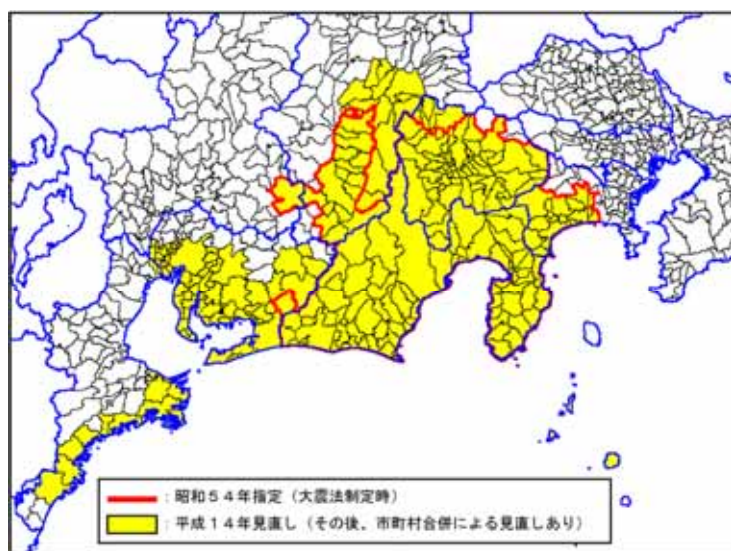 ：昭和５４年指定（大震法制定時）
：平成１４年見直し（その後、市町村合併による見直しあり）